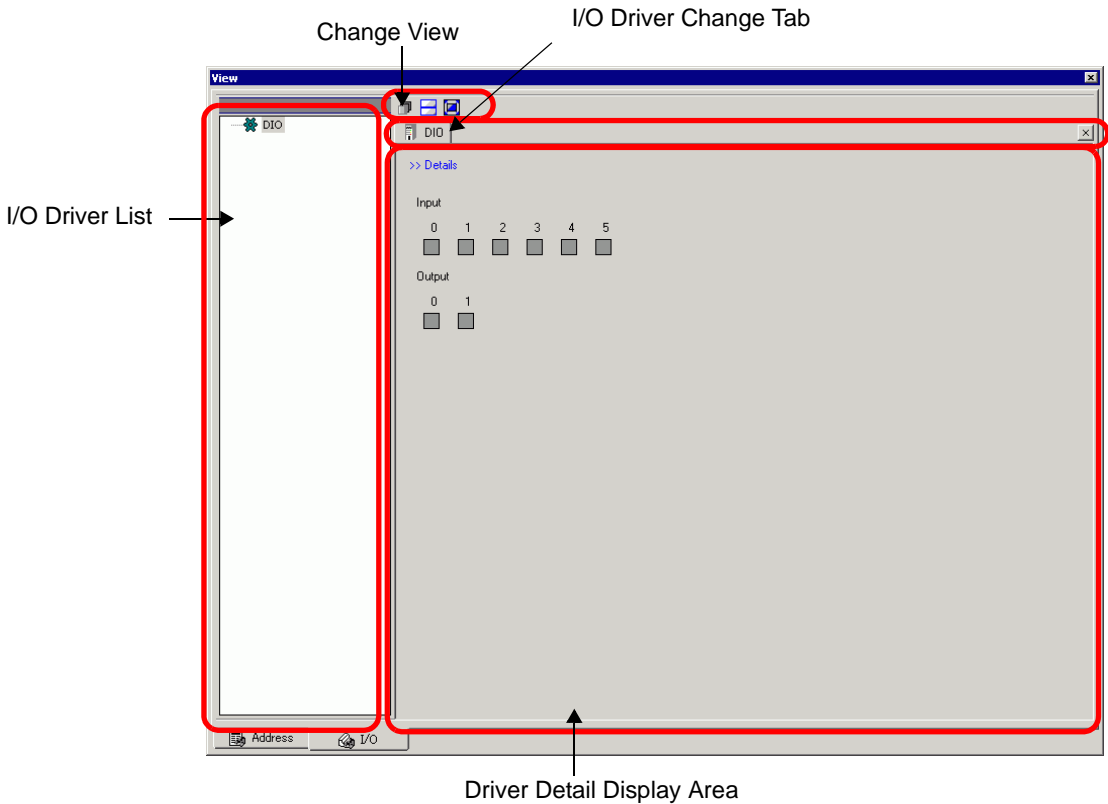 I/O Driver Change Tab
Change View
View
DIO
DIO
>> Details
Input
0 1 2 3 4 5
I/O Driver List
Output
0 1
Address
I/O
Driver Detail Display Area